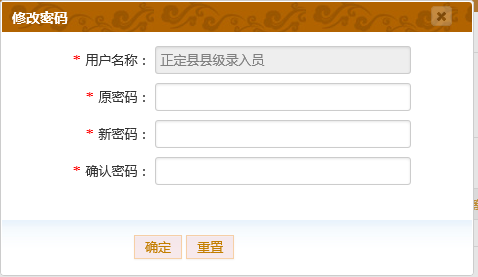 修改密码
* 用户名称： 正定县县级录入员
* 原密码：
* 新密码：
* 确认密码：
确定 重置